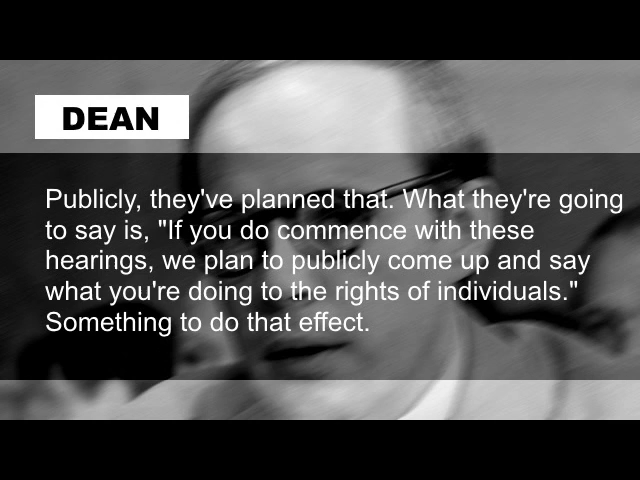 DEAN
Publicly, they've planned that. What they're going
to say is, "If you do commence with these
hearings, we plan to publicly come up and say
what you're doing to the rights of individuals."
Something to do that effect.